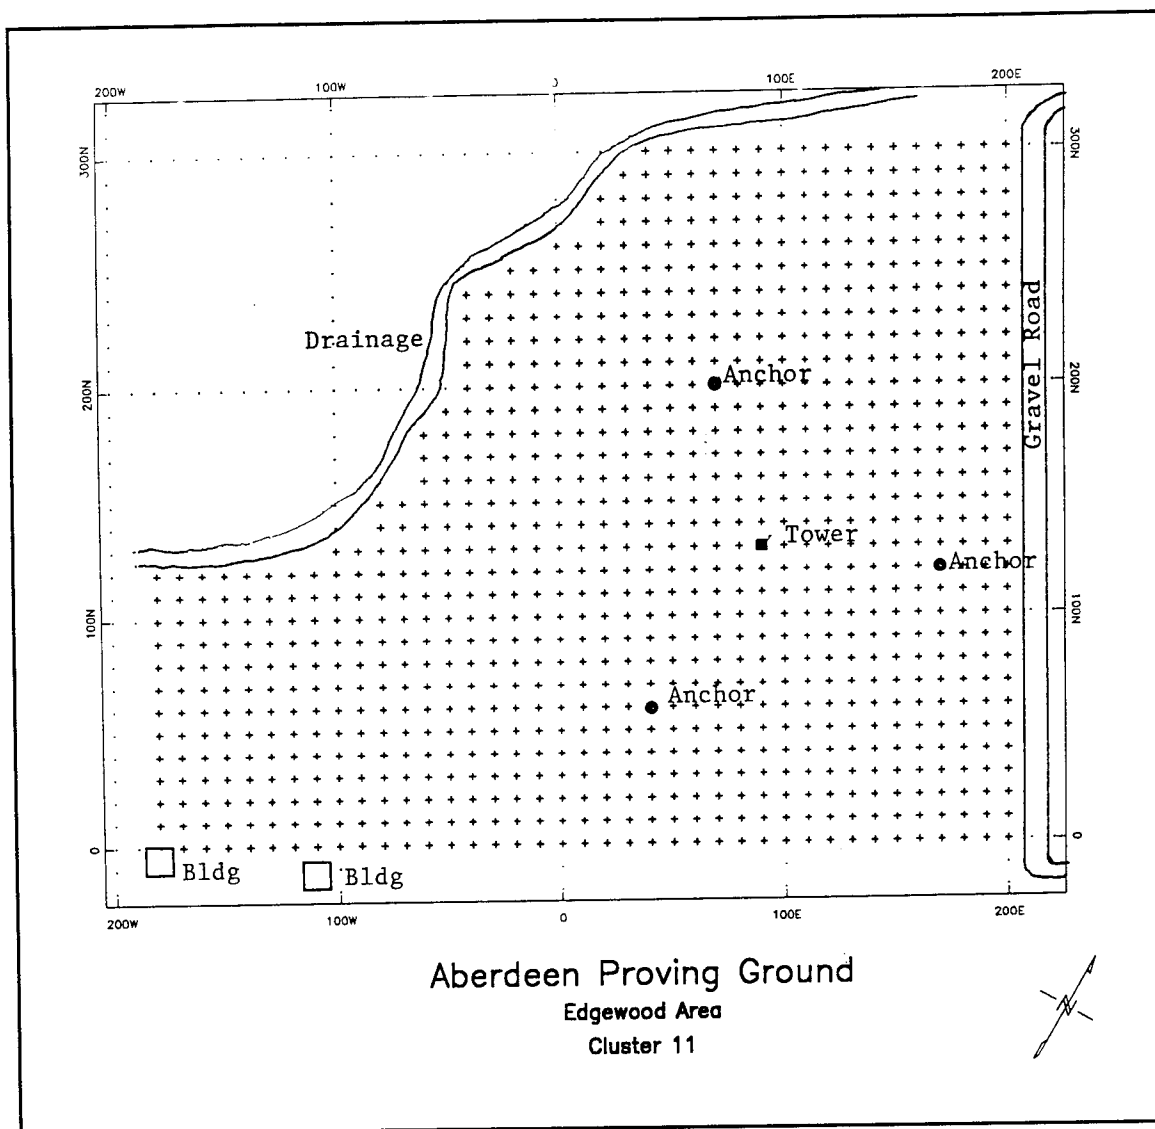 200W 100W 0 100E 200E
300N 300N
Drainage
Gravel Road
Anchor
200N 200N
Tower
Anchor
100N 100N
Anchor
0 0
Bldg Bldg
200W 100W 0 100E 200E
Aberdeen Proving Ground
Edgewood Area
Cluster 11
N